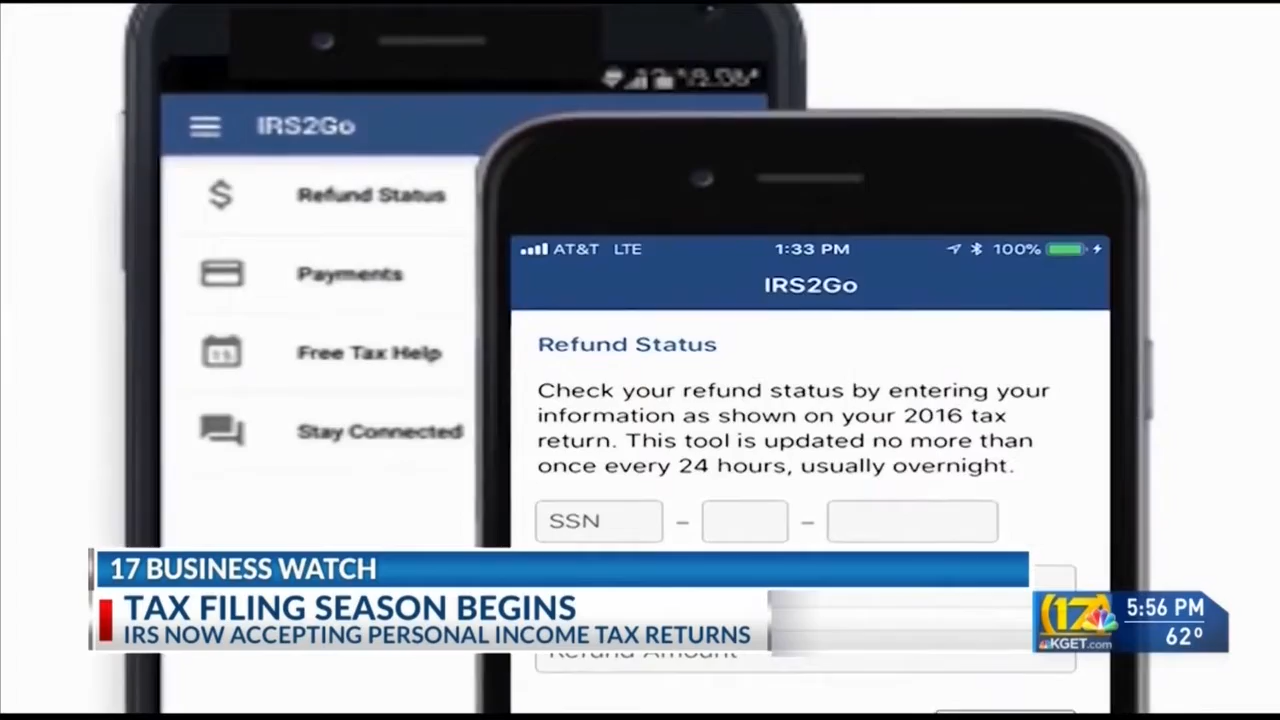 IRS2Go
Refund Status
Payments
Free Tax Help
Stay Connected
AT&T LTE
1:33 PM
100%
IRS2Go
Refund Status
Check your refund status by entering your
information as shown on your 2016 tax
return. This tool is updated no more than
once every 24 hours, usually overnight.
SSN
–
–
17 BUSINESS WATCH
TAX FILING SEASON BEGINS
IRS NOW ACCEPTING PERSONAL INCOME TAX RETURNS
Refund Amount
17
KGET.com
5:56 PM
62°